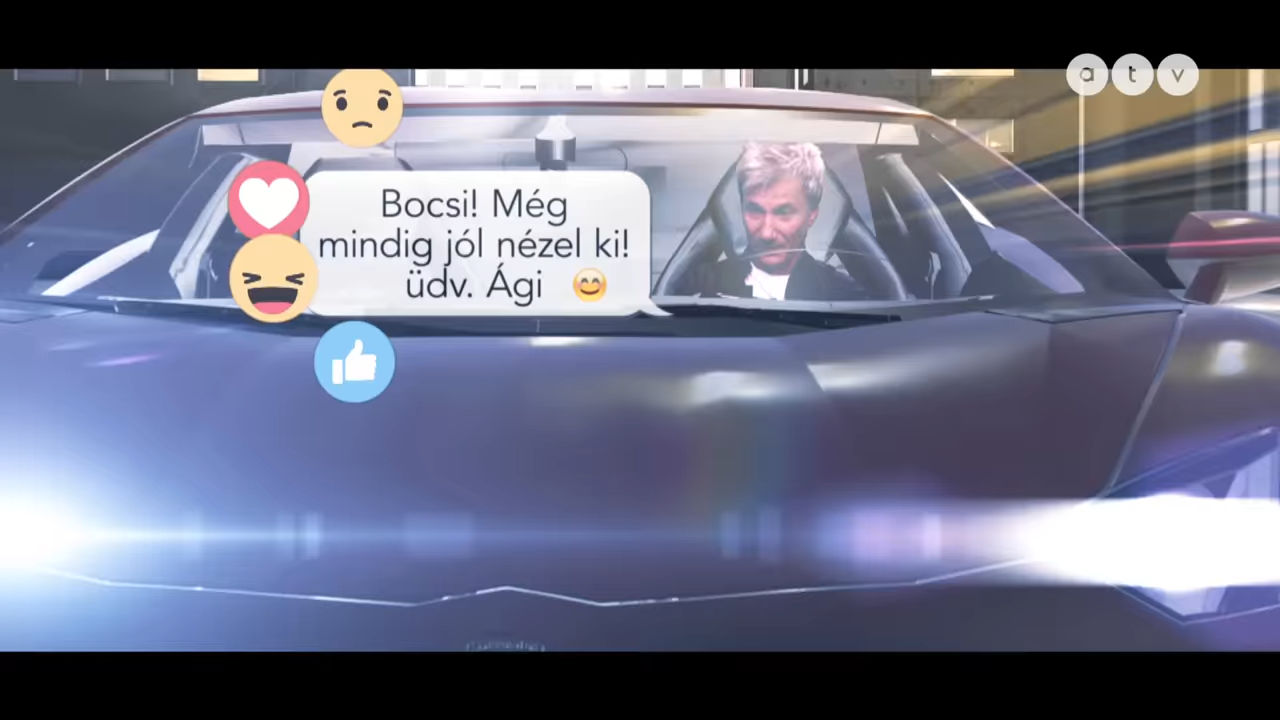 atv
Bocsi! Még
mindig jól nézel ki!
üdv. Ági 😊